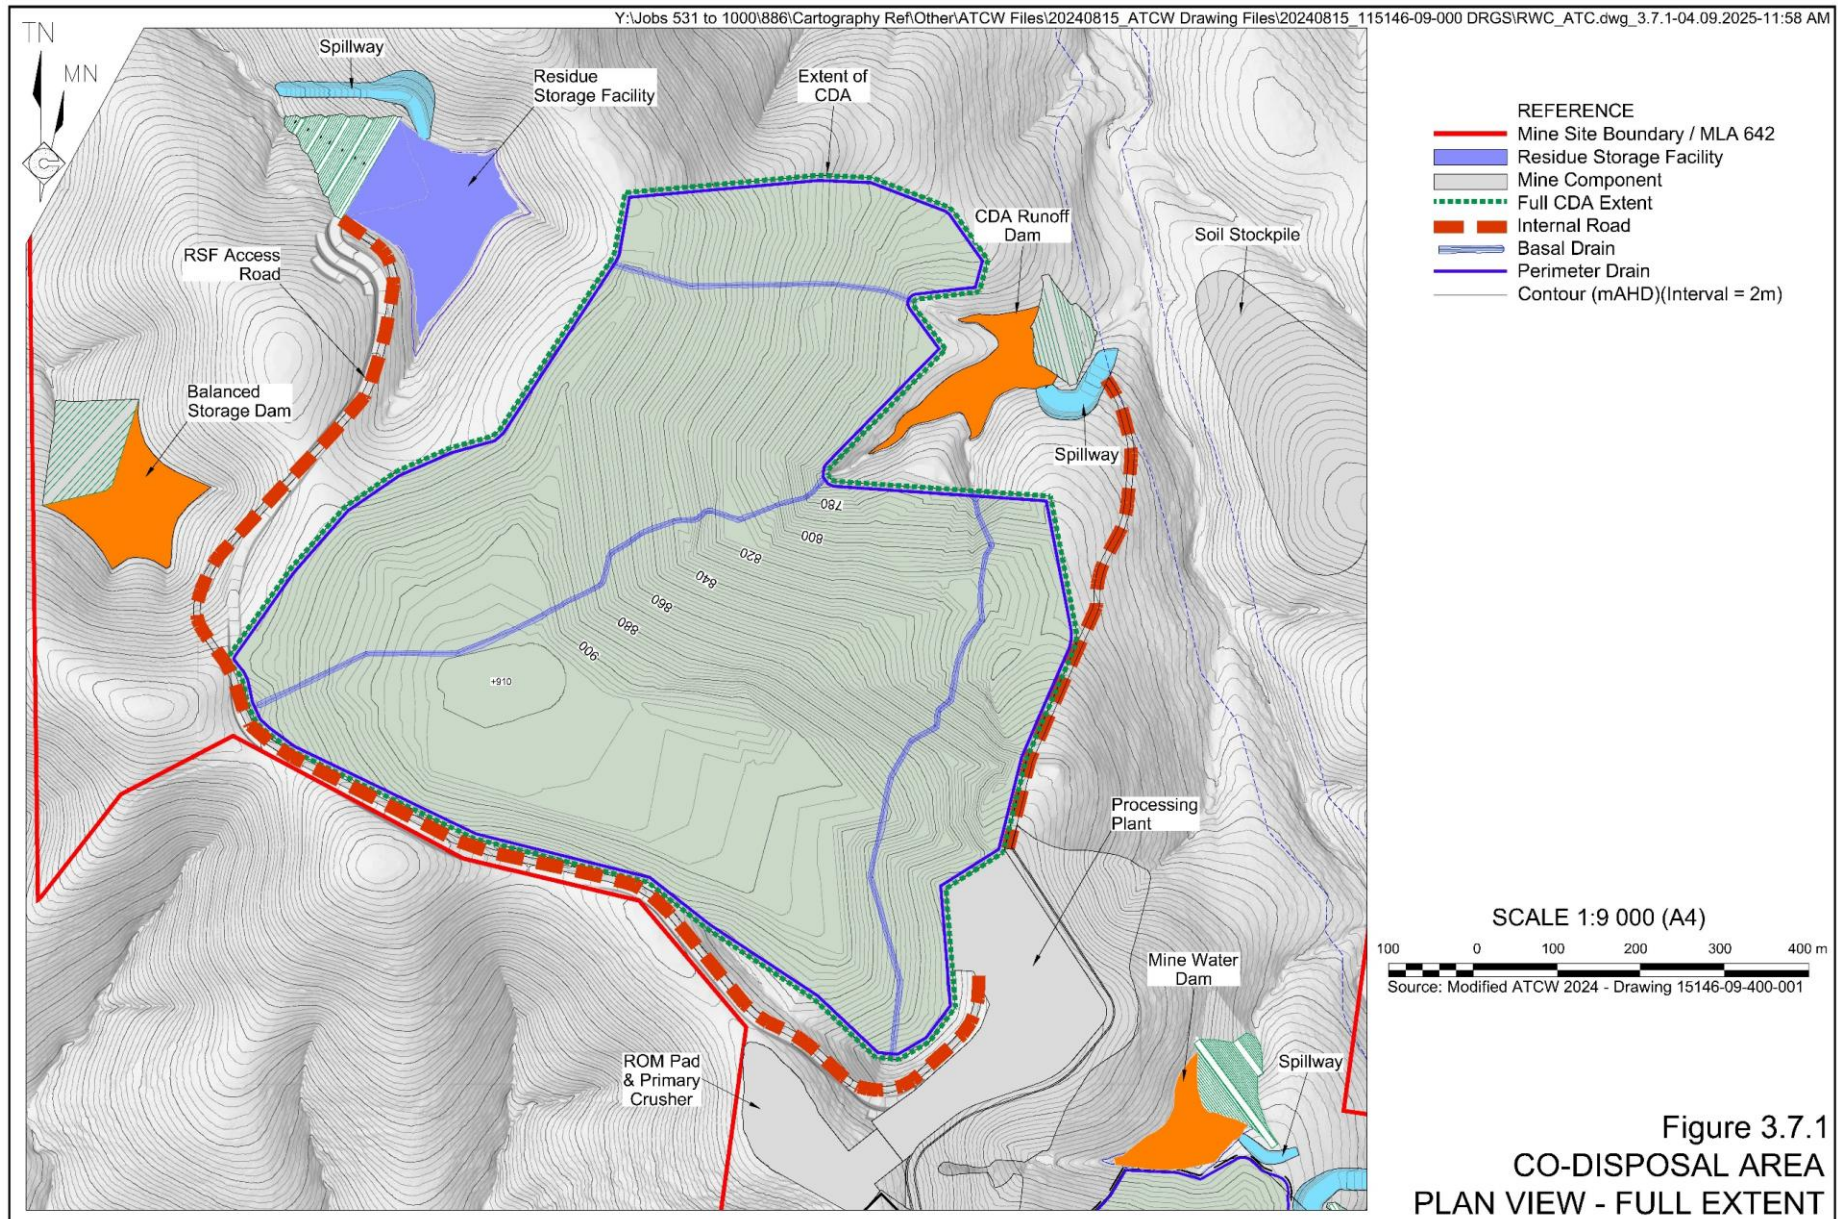 Y:\Jobs 531 to 1000\886\Cartography Ref\Other\ATCW Files\20240815_ATCW Drawing Files\20240815_115146-09-000 DRGS\RWC_ATC.dwg_3.7.1-04.09.2025-11:58 AM
TN
MN
Spillway
Residue
Storage Facility
Extent of
CDA
CDA Runoff
Dam
Soil Stockpile
RSF Access
Road
Balanced
Storage Dam
Spillway
780
800
820
840
860
880
900
+910
Processing
Plant
Mine Water
Dam
Spillway
ROM Pad
& Primary
Crusher
REFERENCE
Mine Site Boundary / MLA 642
Residue Storage Facility
Mine Component
Full CDA Extent
Internal Road
Basal Drain
Perimeter Drain
Contour (mAHD)(Interval = 2m)
SCALE 1:9 000 (A4)
100 0 100 200 300 400 m
Source: Modified ATCW 2024 - Drawing 15146-09-400-001
Figure 3.7.1
CO-DISPOSAL AREA
PLAN VIEW - FULL EXTENT